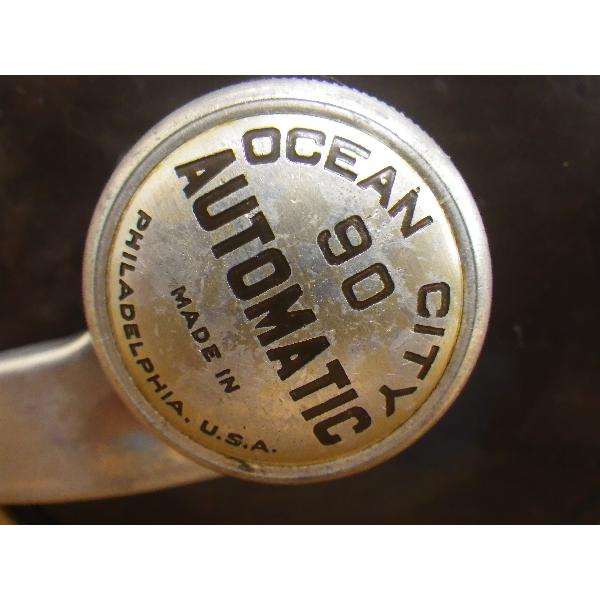 OCEAN CITY
90
AUTOMATIC
MADE IN
PHILADELPHIA. U.S.A.